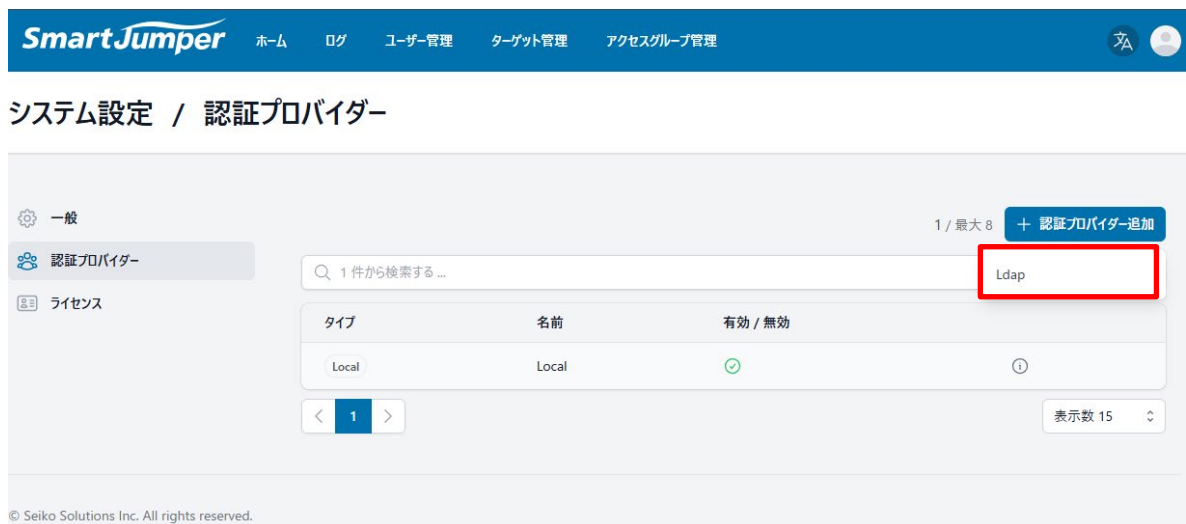 SmartJumper ホーム ログ ユーザー管理 ターゲット管理 アクセスグループ管理 文A
システム設定 / 認証プロバイダー
一般
認証プロバイダー
ライセンス
1 / 最大 8 + 認証プロバイダー追加
1 件から検索する ...
Ldap
タイプ 名前 有効 / 無効
Local Local
< 1 >
表示数 15
© Seiko Solutions Inc. All rights reserved.